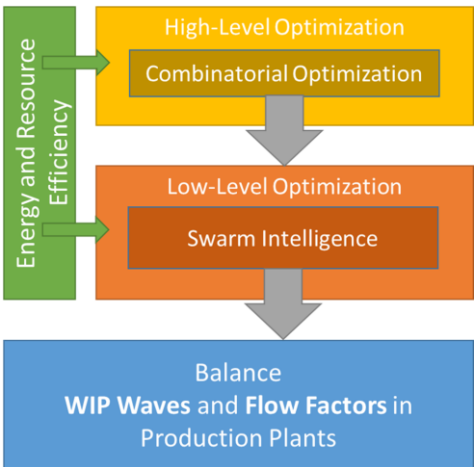 Energy and Resource
Efficiency
High-Level Optimization
Combinatorial Optimization
Low-Level Optimization
Swarm Intelligence
Balance
WIP Waves and Flow Factors in
Production Plants